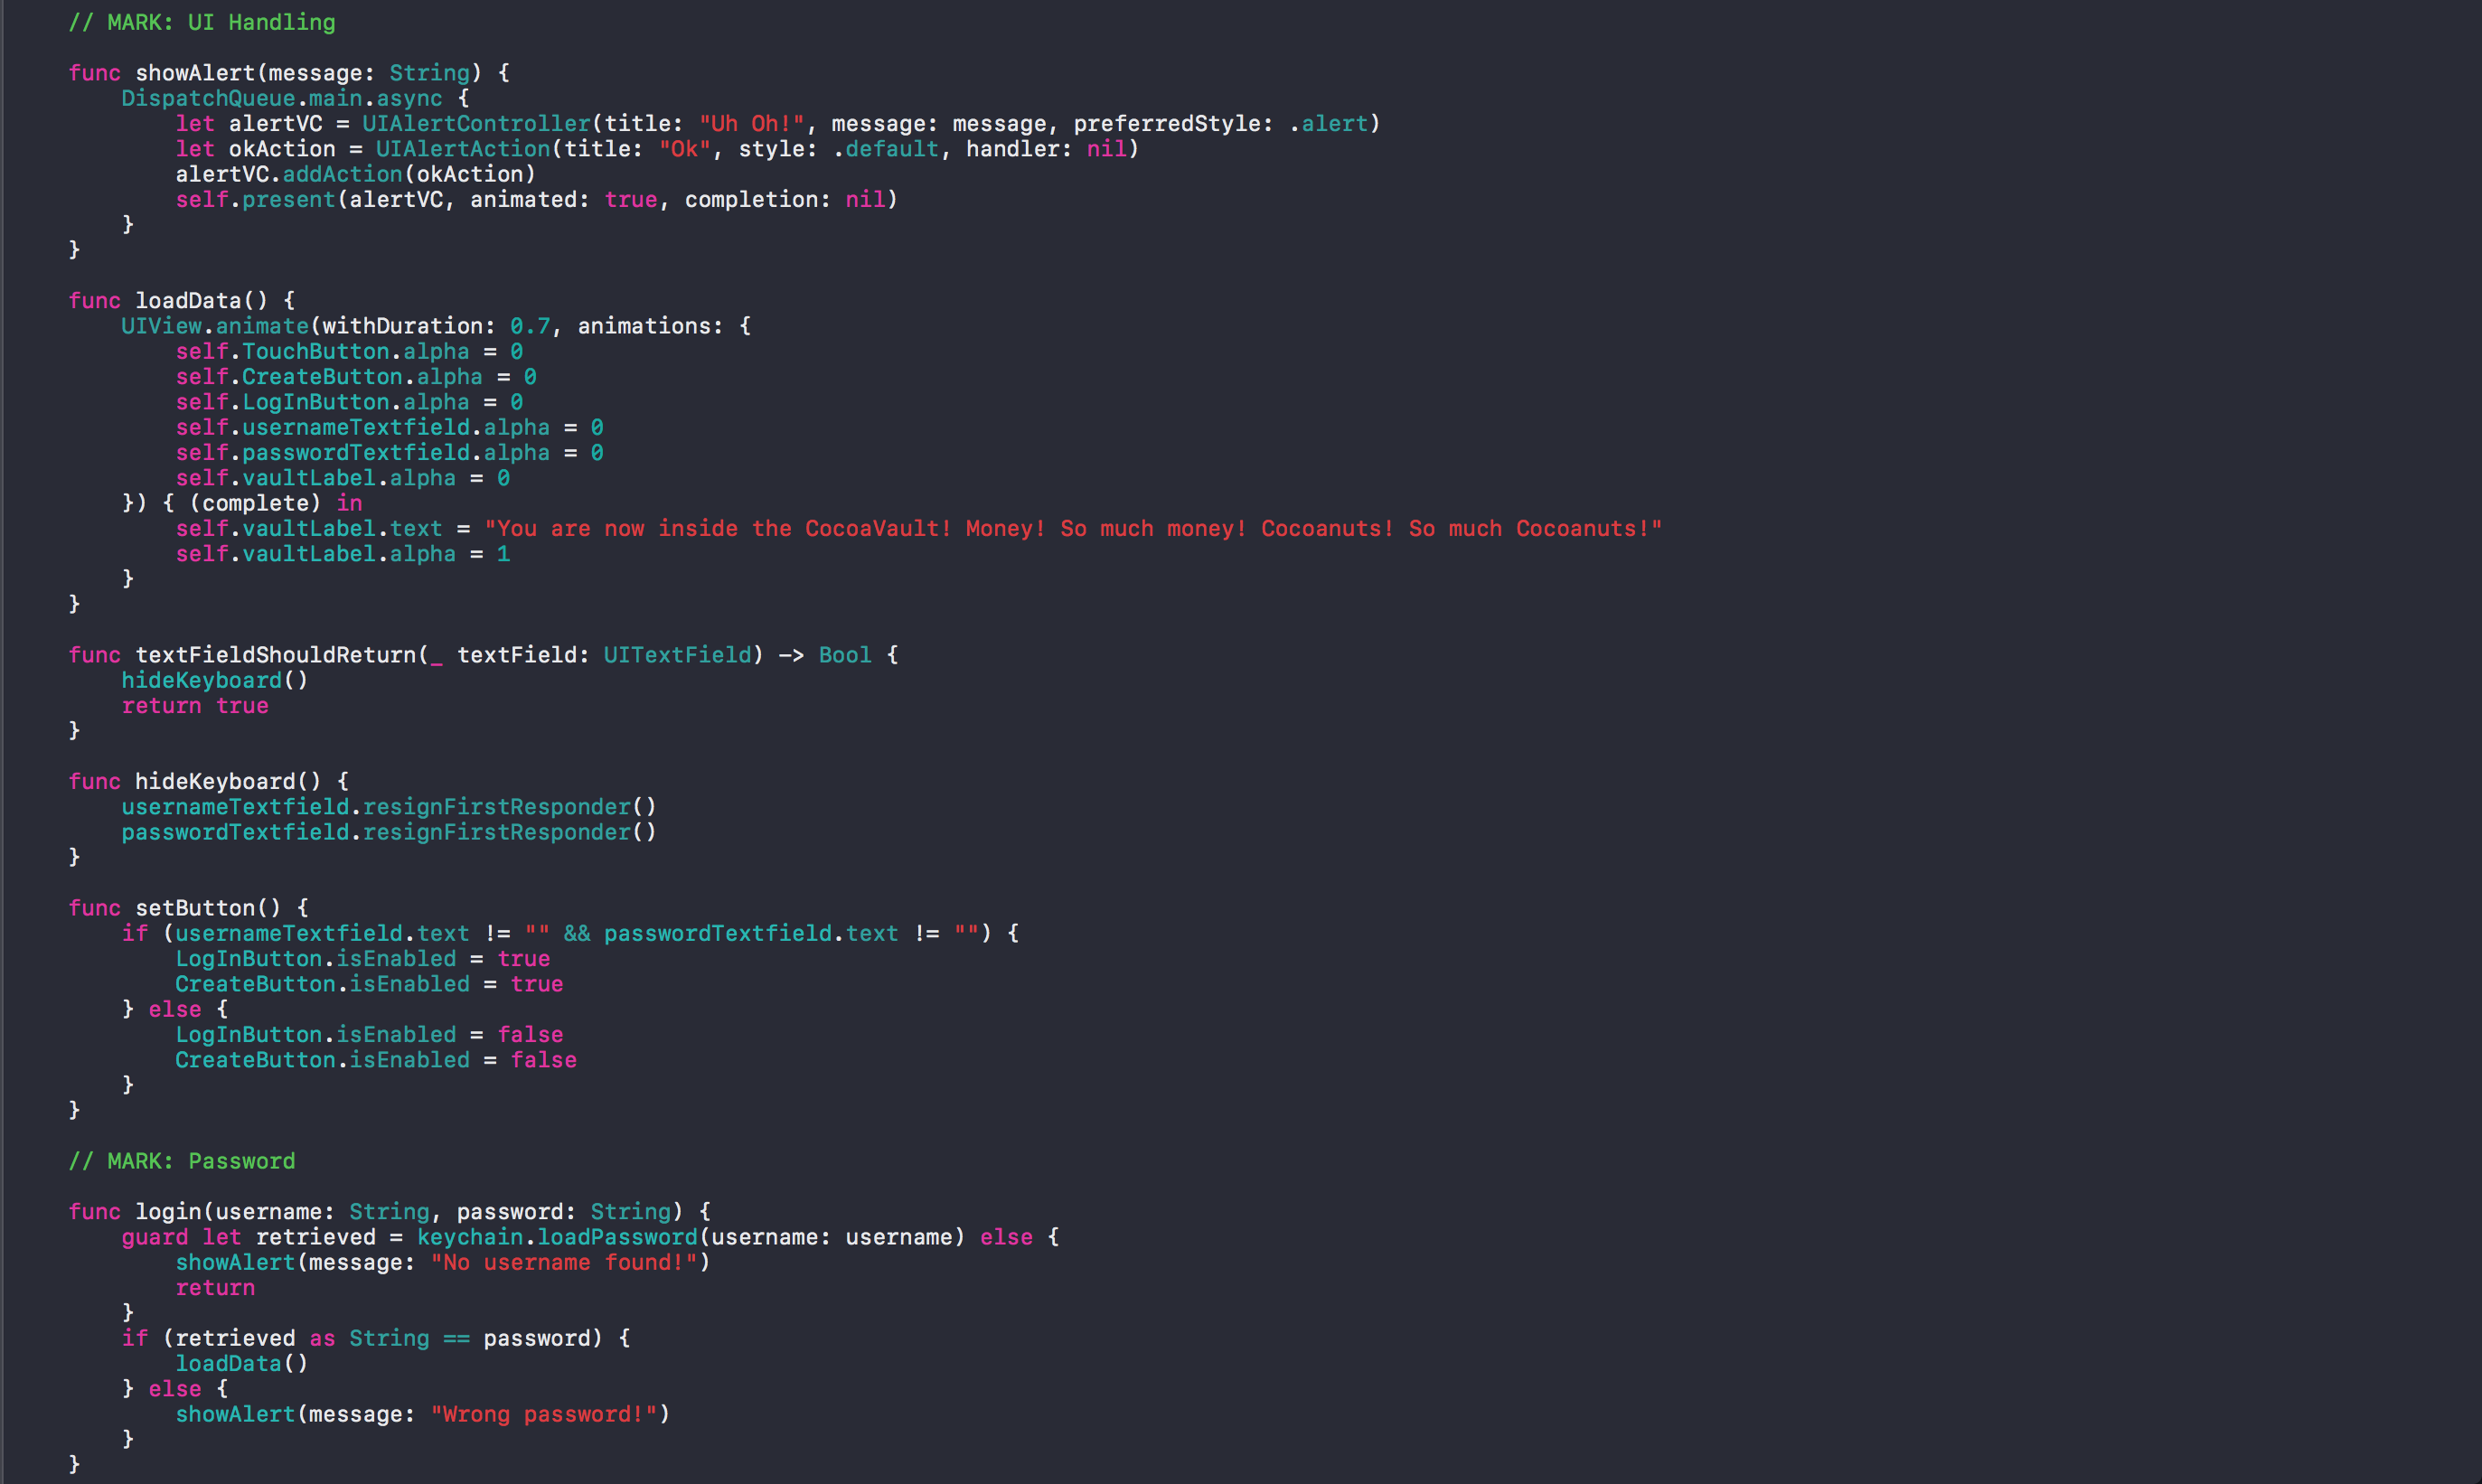 // MARK: UI Handling
func showAlert(message: String) {
DispatchQueue.main.async {
let alertVC = UIAlertController(title: "Uh Oh!", message: message, preferredStyle: .alert)
let okAction = UIAlertAction(title: "Ok", style: .default, handler: nil)
alertVC.addAction(okAction)
self.present(alertVC, animated: true, completion: nil)
}
}
func loadData() {
UIView.animate(withDuration: 0.7, animations: {
self.TouchButton.alpha = 0
self.CreateButton.alpha = 0
self.LogInButton.alpha = 0
self.usernameTextfield.alpha = 0
self.passwordTextfield.alpha = 0
self.vaultLabel.alpha = 0
}) { (complete) in
self.vaultLabel.text = "You are now inside the CocoaVault! Money! So much money! Cocoanuts! So much Cocoanuts!"
self.vaultLabel.alpha = 1
}
}
func textFieldShouldReturn(_ textField: UITextField) -> Bool {
hideKeyboard()
return true
}
func hideKeyboard() {
usernameTextfield.resignFirstResponder()
passwordTextfield.resignFirstResponder()
}
func setButton() {
if (usernameTextfield.text != "" && passwordTextfield.text != "") {
LogInButton.isEnabled = true
CreateButton.isEnabled = true
} else {
LogInButton.isEnabled = false
CreateButton.isEnabled = false
}
}
// MARK: Password
func login(username: String, password: String) {
guard let retrieved = keychain.loadPassword(username: username) else {
showAlert(message: "No username found!")
return
}
if (retrieved as String == password) {
loadData()
} else {
showAlert(message: "Wrong password!")
}
}